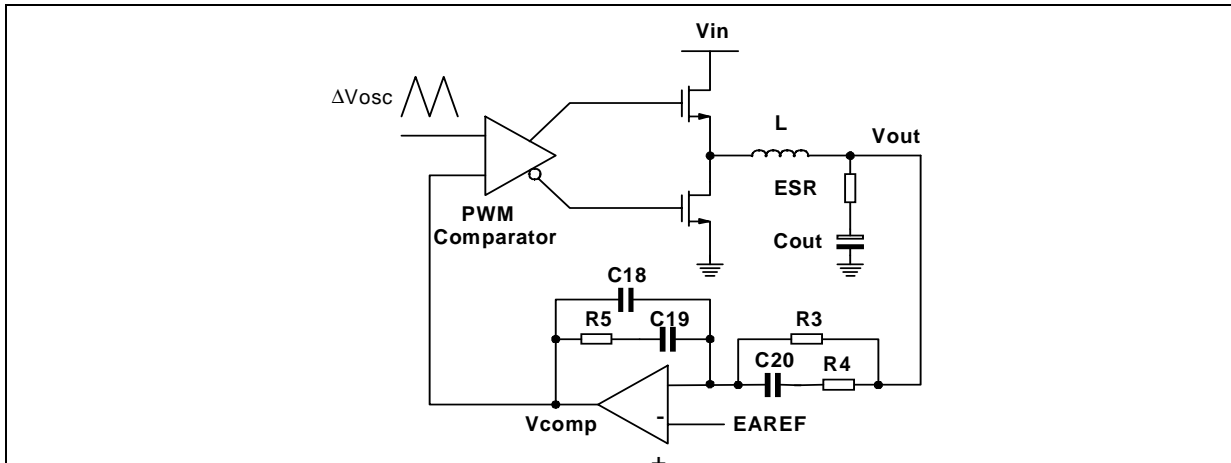 Vin
ΔVosc
L
Vout
ESR
PWM
Comparator
Cout
C18
R5
C19
R3
C20
R4
Vcomp
-
EAREF
+